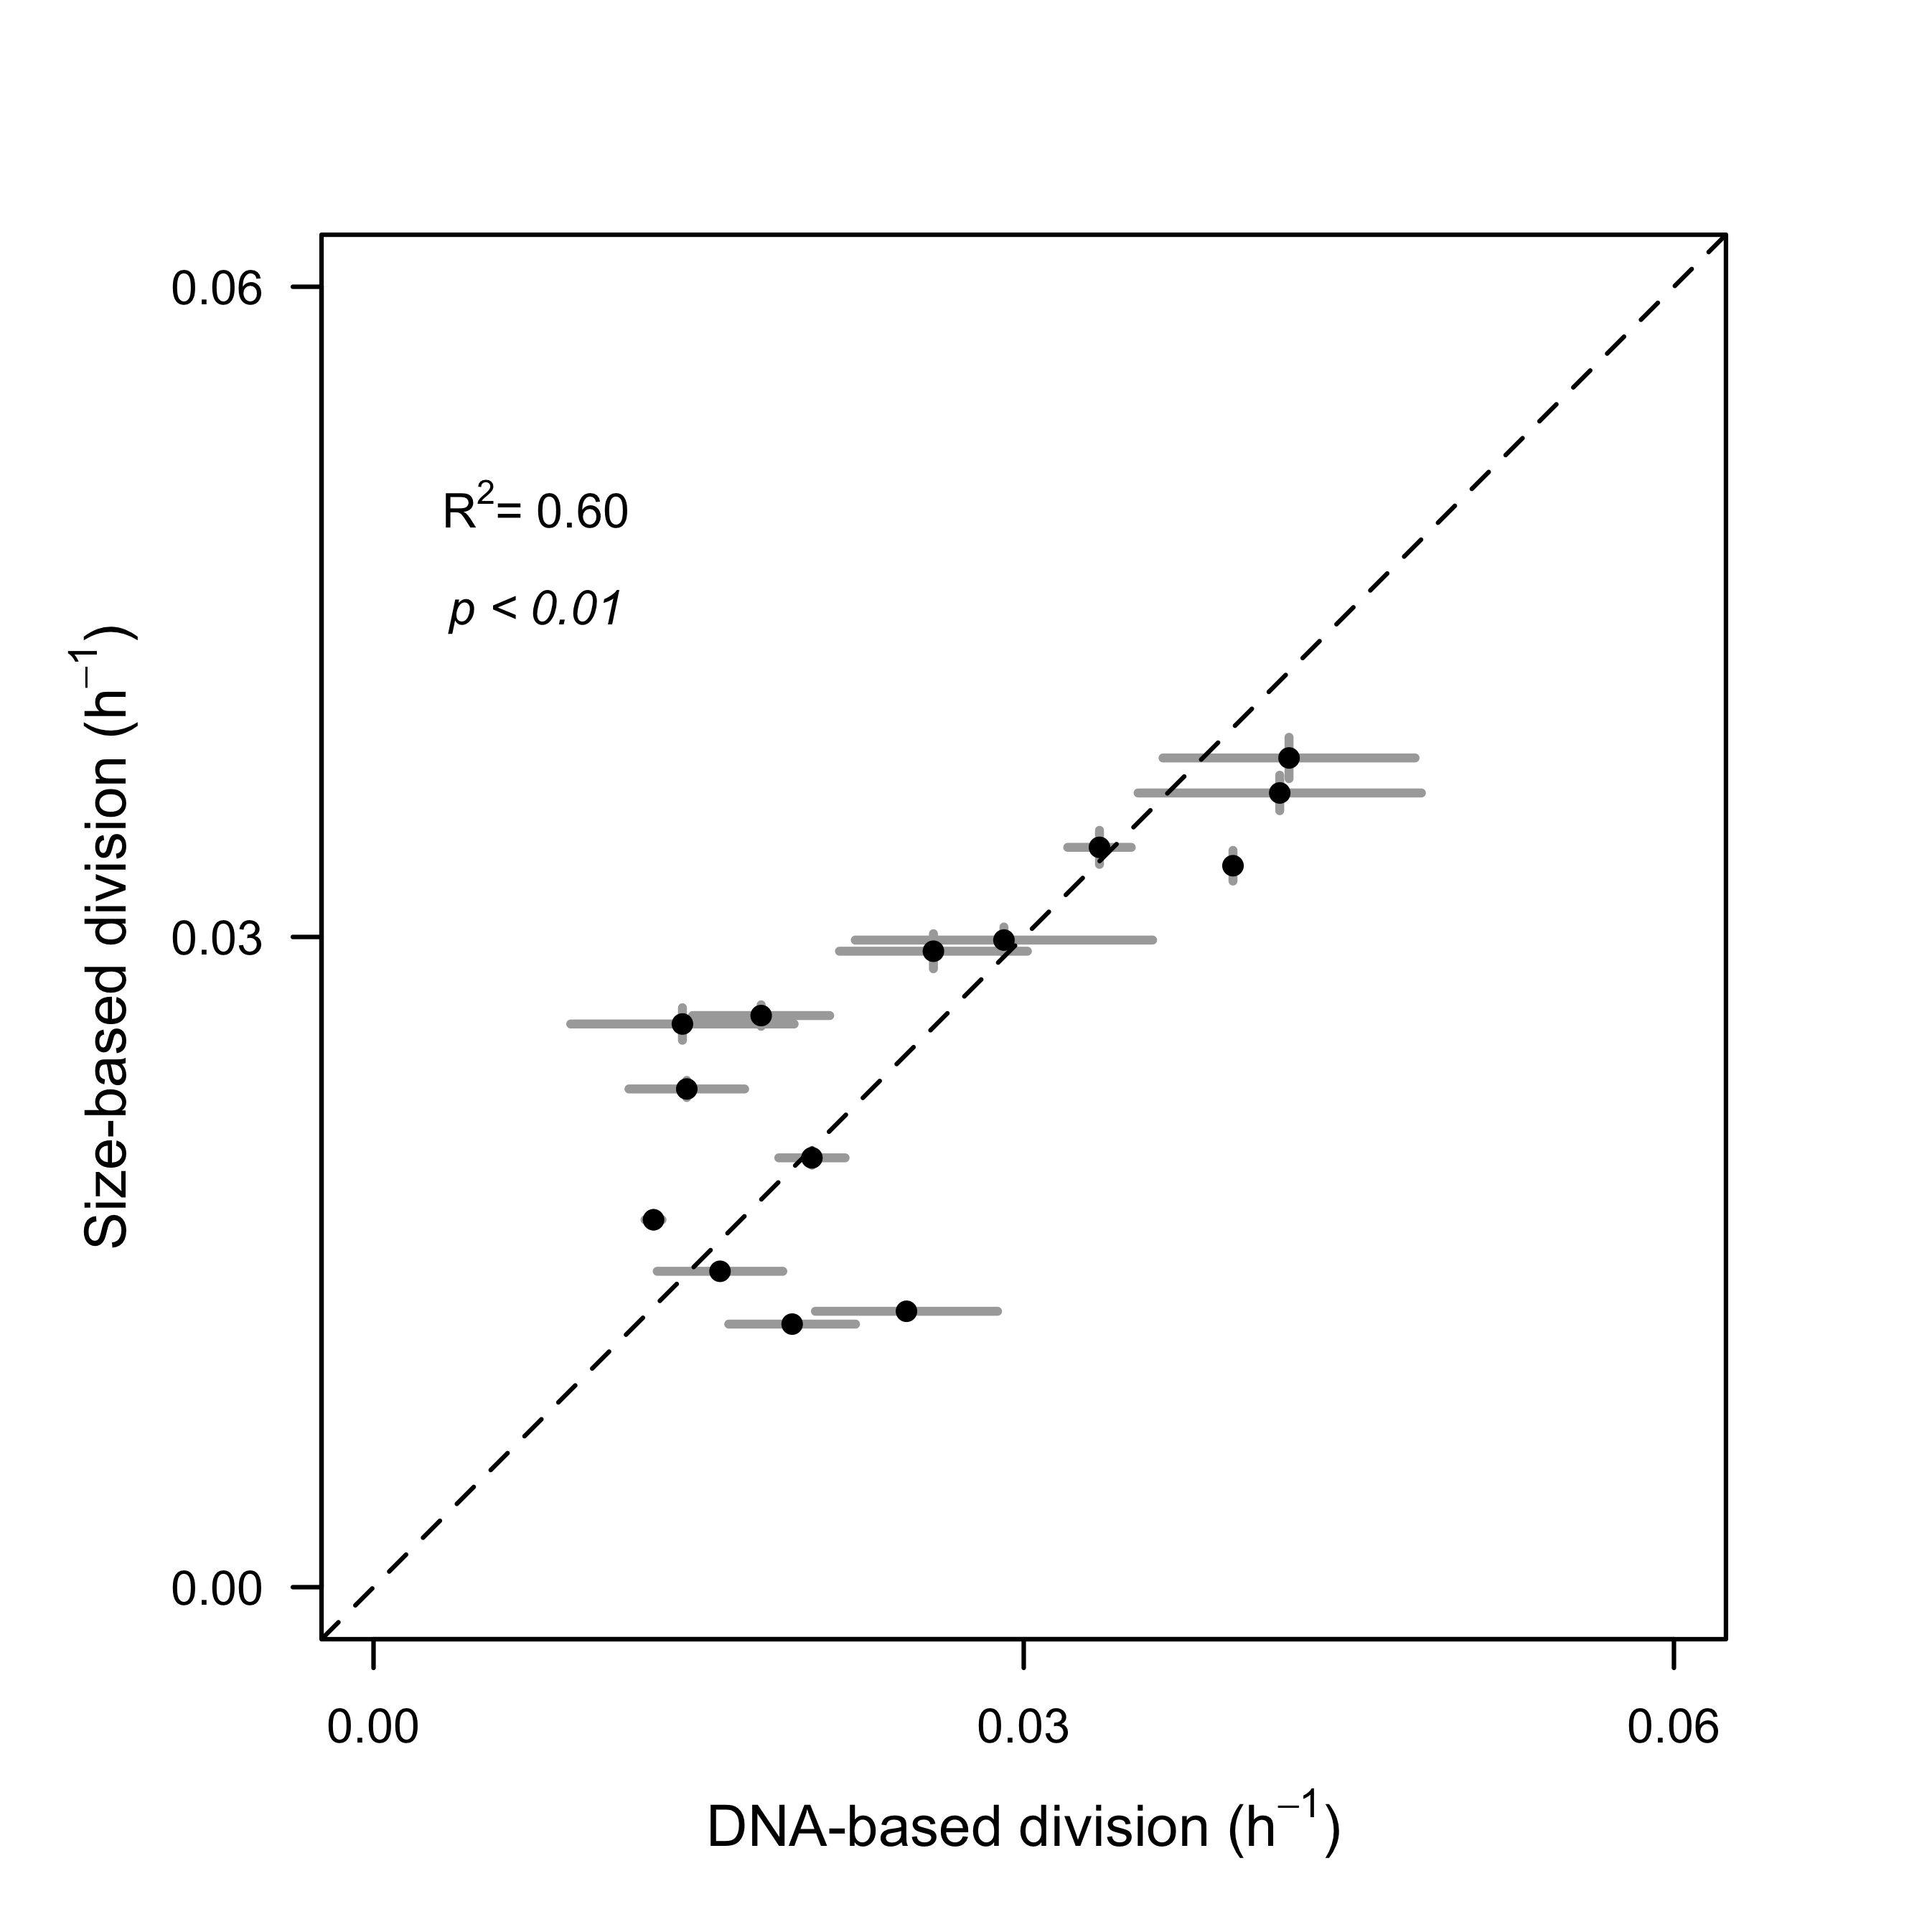 0.06
R²= 0.60
p < 0.01
Size-based division (h⁻¹)
0.03
0.00
0.00 0.03 0.06
DNA-based division (h⁻¹)